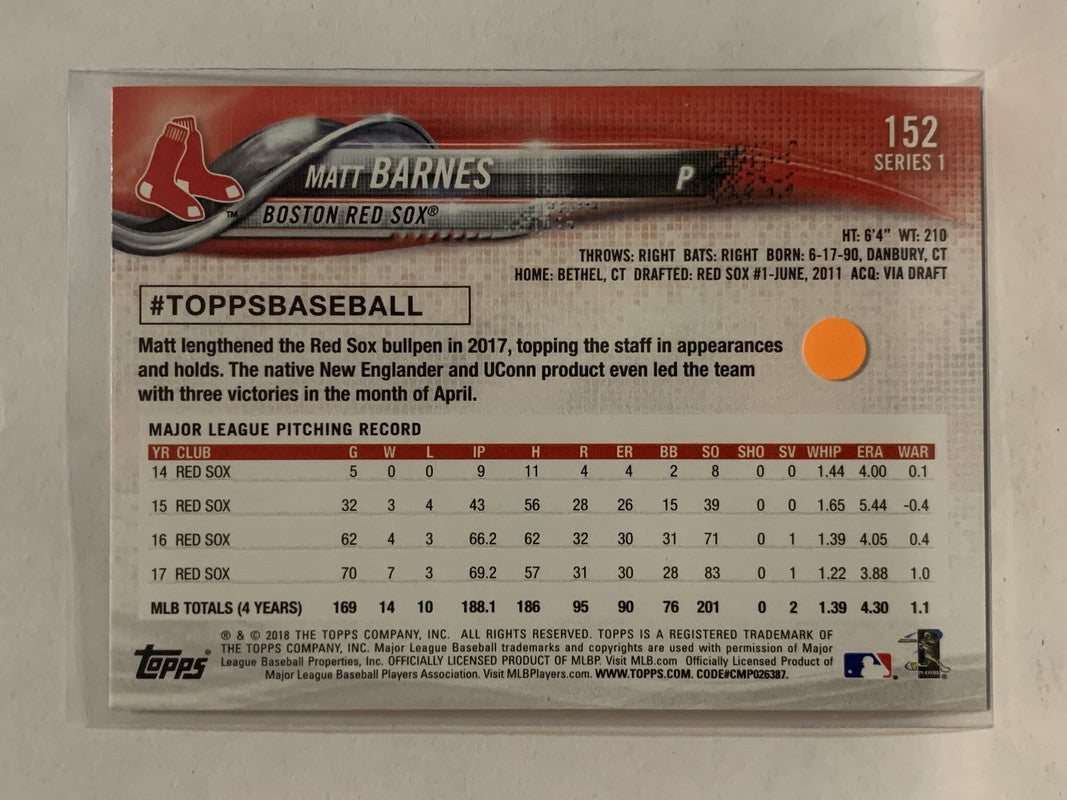 152
SERIES 1
MATT BARNES P
BOSTON RED SOX®
TM
HT: 6'4" WT: 210
THROWS: RIGHT BATS: RIGHT BORN: 6-17-90, DANBURY, CT
HOME: BETHEL, CT DRAFTED: RED SOX #1-JUNE, 2011 ACQ: VIA DRAFT
#TOPPSBASEBALL
Matt lengthened the Red Sox bullpen in 2017, topping the staff in appearances
and holds. The native New Englander and UConn product even led the team
with three victories in the month of April.
MAJOR LEAGUE PITCHING RECORD
YR CLUB G W L IP H R ER BB SO SHO SV WHIP ERA WAR
14 RED SOX 5 0 0 9 11 4 4 2 8 0 0 1.44 4.00 0.1
15 RED SOX 32 3 4 43 56 28 26 15 39 0 0 1.65 5.44 -0.4
16 RED SOX 62 4 3 66.2 62 32 30 31 71 0 1 1.39 4.05 0.4
17 RED SOX 70 7 3 69.2 57 31 30 28 83 0 1 1.22 3.88 1.0
MLB TOTALS (4 YEARS) 169 14 10 188.1 186 95 90 76 201 0 2 1.39 4.30 1.1
® & © 2018 THE TOPPS COMPANY, INC. ALL RIGHTS RESERVED. TOPPS IS A REGISTERED TRADEMARK OF
THE TOPPS COMPANY, INC. Major League Baseball trademarks and copyrights are used with permission of Major
League Baseball Properties, Inc. OFFICIALLY LICENSED PRODUCT OF MLBP. Visit MLB.com Officially Licensed Product of
Major League Baseball Players Association. Visit MLBPlayers.com. WWW.TOPPS.COM. CODE#CMP026387.
topps®
PLAYERS